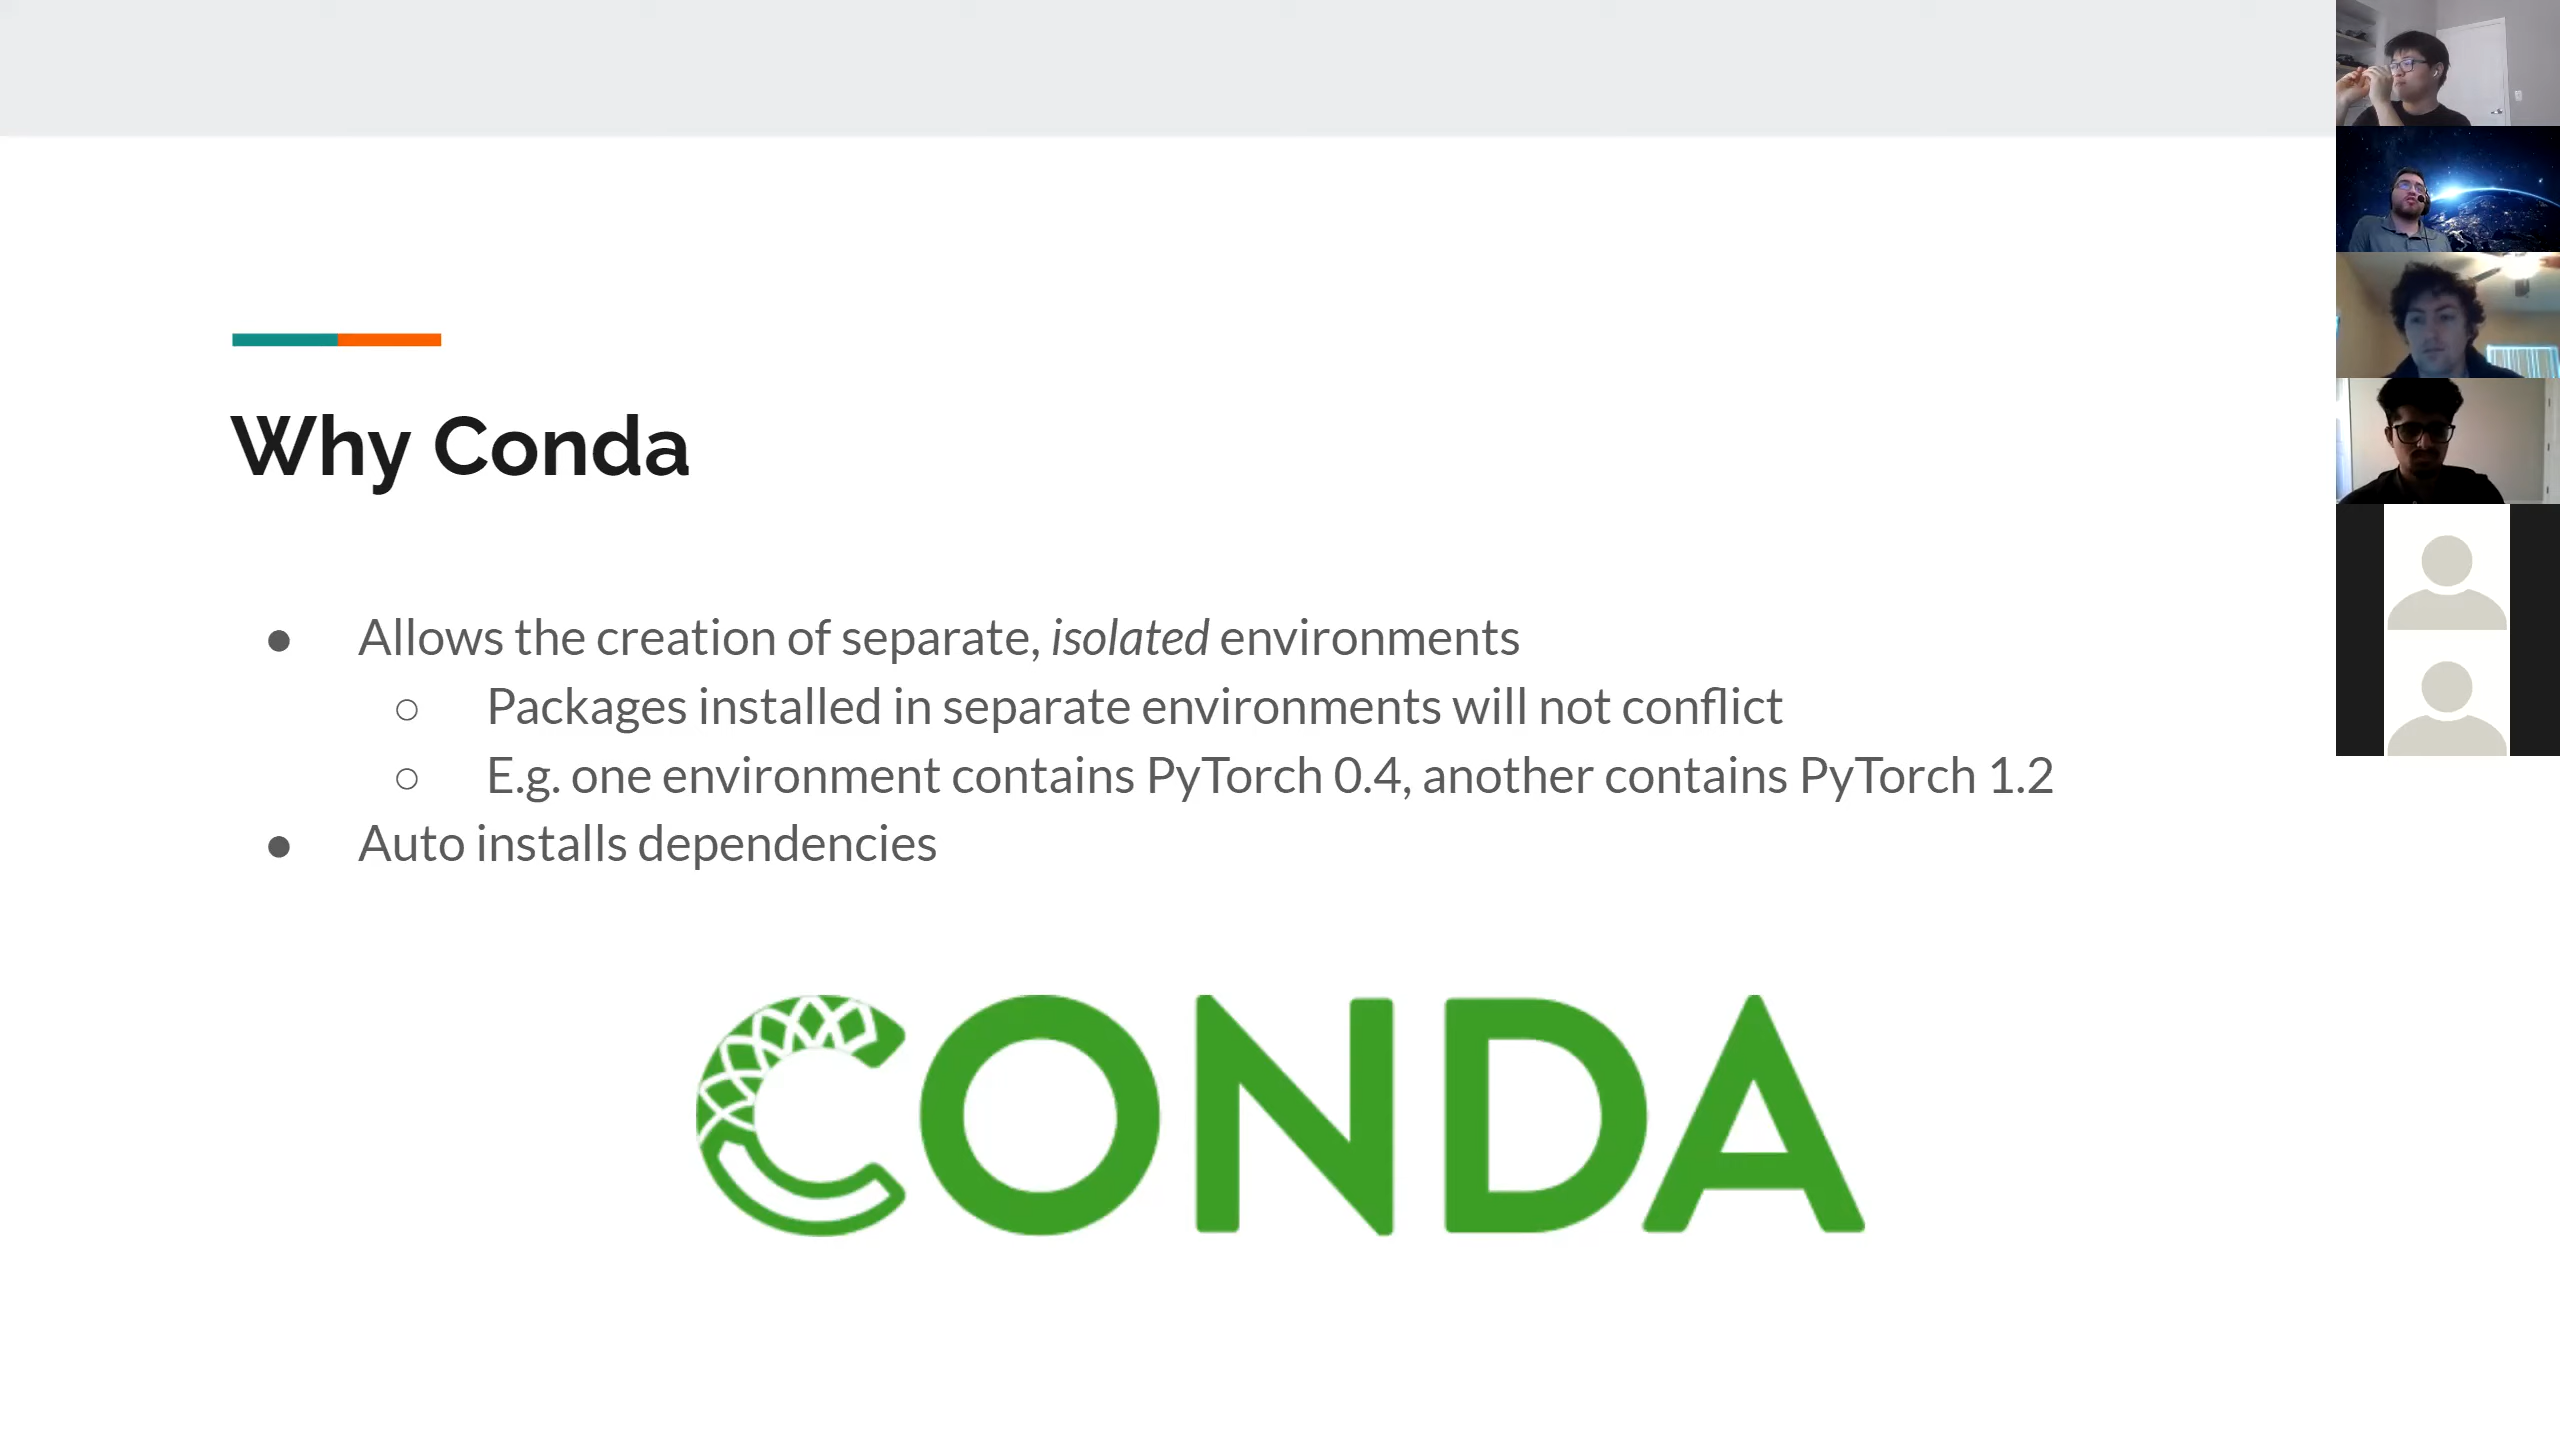 Why Conda
● Allows the creation of separate, isolated environments
○ Packages installed in separate environments will not conflict
○ E.g. one environment contains PyTorch 0.4, another contains PyTorch 1.2
● Auto installs dependencies
CONDA